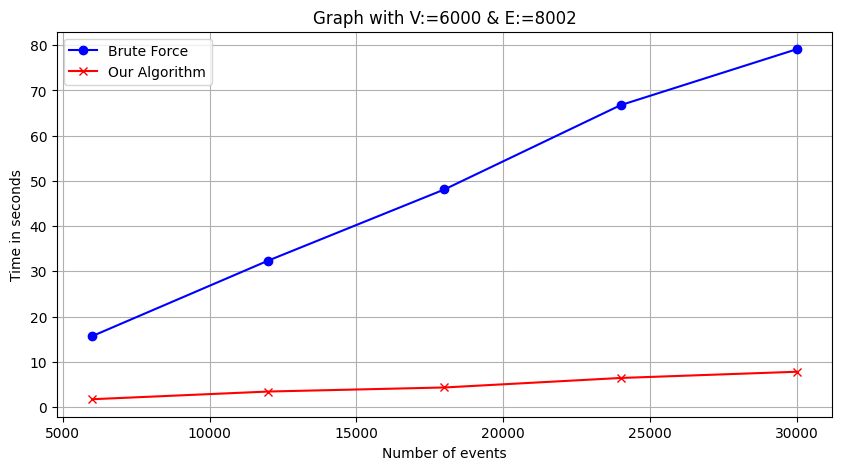 Graph with V:=6000 & E:=8002
Brute Force
Our Algorithm
80
70
60
50
40
30
20
10
0
Time in seconds
5000 10000 15000 20000 25000 30000
Number of events